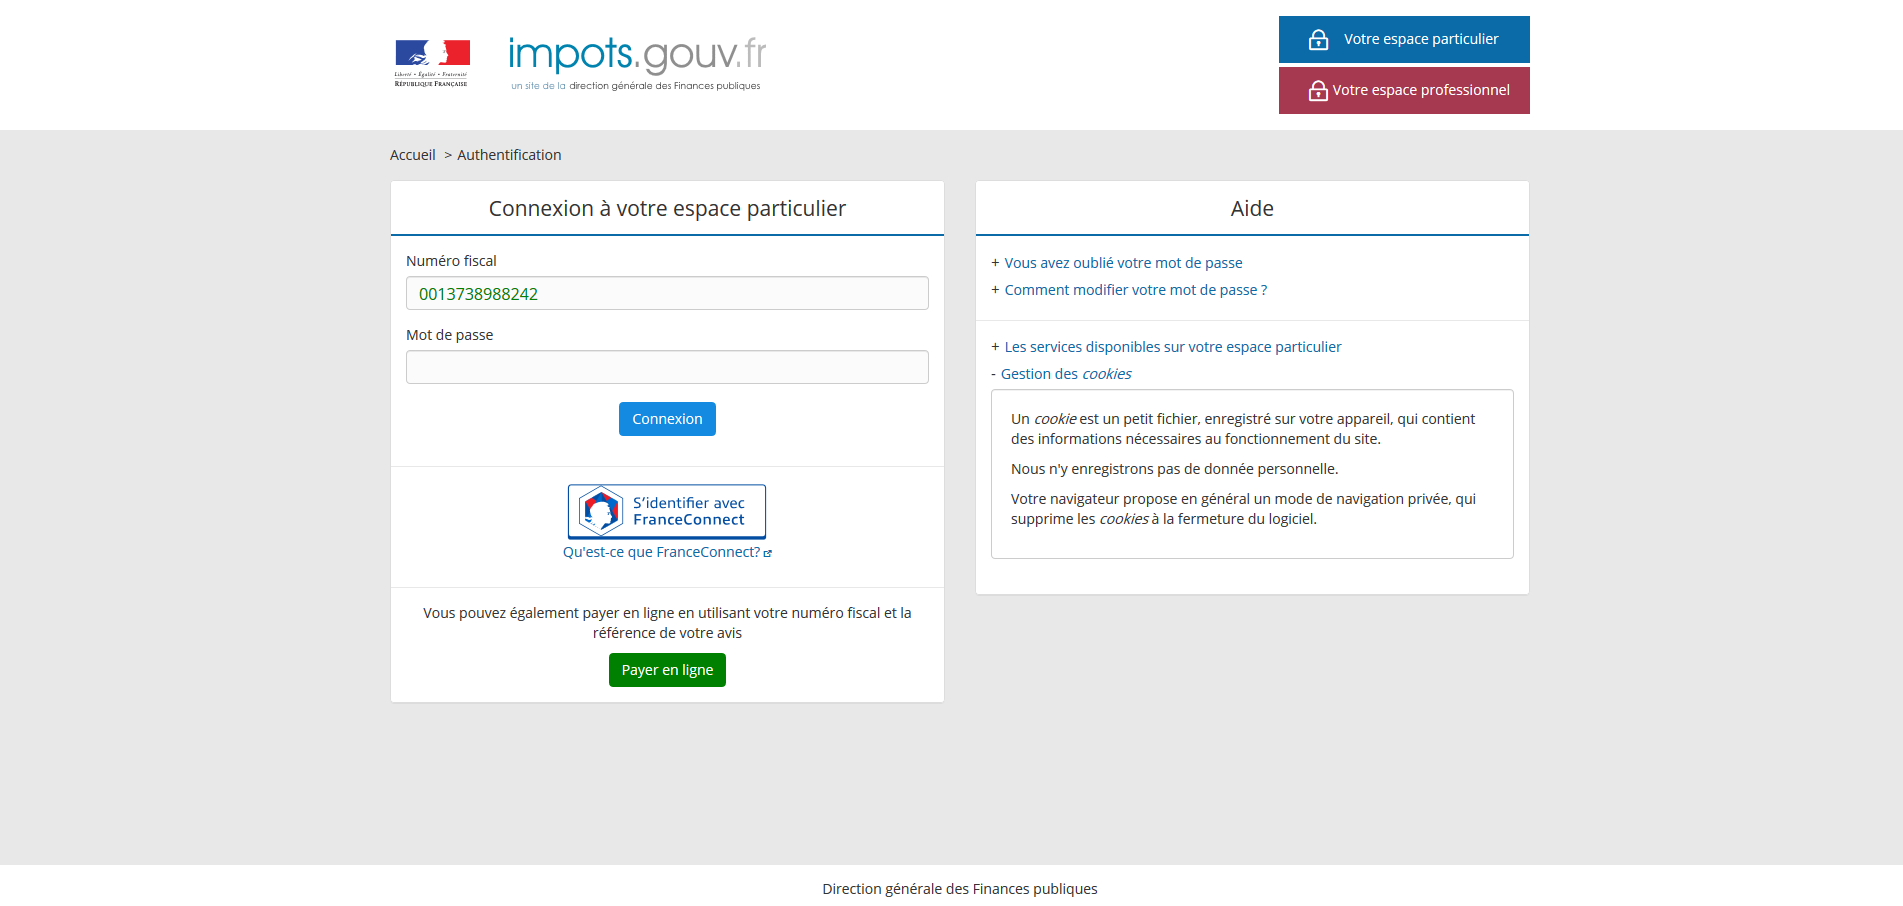 Liberté • Égalité • Fraternité
RÉPUBLIQUE FRANÇAISE
impots.gouv.fr
un site de la direction générale des Finances publiques
Votre espace particulier
Votre espace professionnel
Accueil > Authentification
Connexion à votre espace particulier
Numéro fiscal
0013738988242
Mot de passe
Connexion
S'identifier avec
FranceConnect
Qu'est-ce que FranceConnect?
Vous pouvez également payer en ligne en utilisant votre numéro fiscal et la
référence de votre avis
Payer en ligne
Aide
+ Vous avez oublié votre mot de passe
+ Comment modifier votre mot de passe ?
+ Les services disponibles sur votre espace particulier
- Gestion des cookies
Un cookie est un petit fichier, enregistré sur votre appareil, qui contient
des informations nécessaires au fonctionnement du site.
Nous n'y enregistrons pas de donnée personnelle.
Votre navigateur propose en général un mode de navigation privée, qui
supprime les cookies à la fermeture du logiciel.
Direction générale des Finances publiques